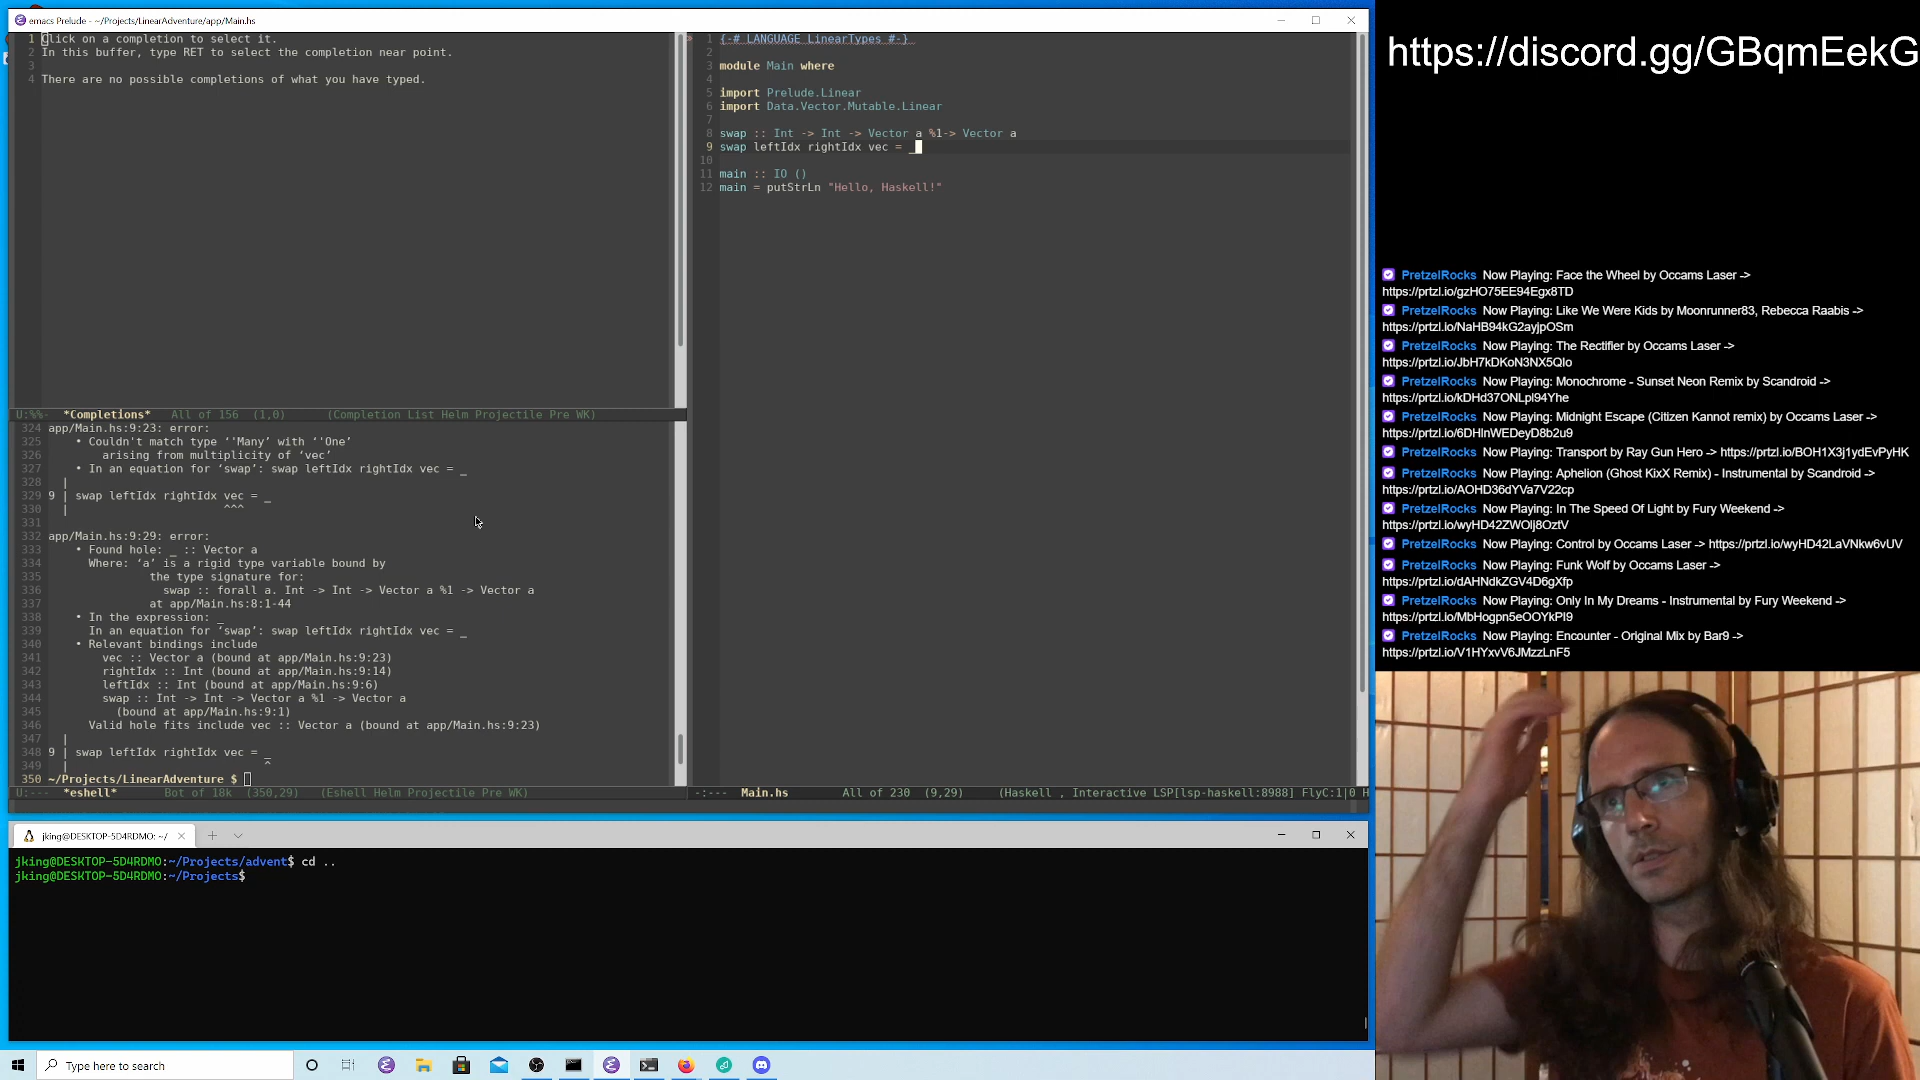 emacs Prelude - ~/Projects/LinearAdventure/app/Main.hs
1 Click on a completion to select it.
2 In this buffer, type RET to select the completion near point.
3
4 There are no possible completions of what you have typed.
U:%%- *Completions* All of 156 (1,0) (Completion List Helm Projectile Pre WK)
324 app/Main.hs:9:23: error:
325 • Couldn't match type ‘'Many’ with ‘'One’
326 arising from multiplicity of ‘vec’
327 • In an equation for ‘swap’: swap leftIdx rightIdx vec = _
328 |
329 9 | swap leftIdx rightIdx vec = _
330 | ^^^
331
332 app/Main.hs:9:29: error:
333 • Found hole: _ :: Vector a
334 Where: ‘a’ is a rigid type variable bound by
335 the type signature for:
336 swap :: forall a. Int -> Int -> Vector a %1 -> Vector a
337 at app/Main.hs:8:1-44
338 • In the expression: _
339 In an equation for ‘swap’: swap leftIdx rightIdx vec = _
340 • Relevant bindings include
341 vec :: Vector a (bound at app/Main.hs:9:23)
342 rightIdx :: Int (bound at app/Main.hs:9:14)
343 leftIdx :: Int (bound at app/Main.hs:9:6)
344 swap :: Int -> Int -> Vector a %1 -> Vector a
345 (bound at app/Main.hs:9:1)
346 Valid hole fits include vec :: Vector a (bound at app/Main.hs:9:23)
347 |
348 9 | swap leftIdx rightIdx vec = _
349 | ^
350 ~/Projects/LinearAdventure $
U:--- *eshell* Bot of 18k (350,29) (Eshell Helm Projectile Pre WK)
1 {-# LANGUAGE LinearTypes #-}
2
3 module Main where
4
5 import Prelude.Linear
6 import Data.Vector.Mutable.Linear
7
8 swap :: Int -> Int -> Vector a %1-> Vector a
9 swap leftIdx rightIdx vec = _
10
11 main :: IO ()
12 main = putStrLn "Hello, Haskell!"
-:--- Main.hs All of 230 (9,29) (Haskell , Interactive LSP[lsp-haskell:8988] FlyC:1|0 H
jking@DESKTOP-5D4RDMO: ~/
jking@DESKTOP-5D4RDMO:~/Projects/advent$ cd ..
jking@DESKTOP-5D4RDMO:~/Projects$
Type here to search
https://discord.gg/GBqmEekG
PretzelRocks Now Playing: Face the Wheel by Occams Laser ->
https://prtzl.io/gzHO75EE94Egx8TD
PretzelRocks Now Playing: Like We Were Kids by Moonrunner83, Rebecca Raabis ->
https://prtzl.io/NaHB94kG2ayjpOSm
PretzelRocks Now Playing: The Rectifier by Occams Laser ->
https://prtzl.io/JbH7kDKoN3NX5Qlo
PretzelRocks Now Playing: Monochrome - Sunset Neon Remix by Scandroid ->
https://prtzl.io/kDHd37ONLpl94Yhe
PretzelRocks Now Playing: Midnight Escape (Citizen Kannot remix) by Occams Laser ->
https://prtzl.io/6DHlnWEDeyD8b2u9
PretzelRocks Now Playing: Transport by Ray Gun Hero -> https://prtzl.io/BOH1X3j1ydEvPyHK
PretzelRocks Now Playing: Aphelion (Ghost KixX Remix) - Instrumental by Scandroid ->
https://prtzl.io/AOHD36dYVa7V22cp
PretzelRocks Now Playing: In The Speed Of Light by Fury Weekend ->
https://prtzl.io/wyHD42ZWOlj8OztV
PretzelRocks Now Playing: Control by Occams Laser -> https://prtzl.io/wyHD42LaVNkw6vUV
PretzelRocks Now Playing: Funk Wolf by Occams Laser ->
https://prtzl.io/dAHNdkZGV4D6gXfp
PretzelRocks Now Playing: Only In My Dreams - Instrumental by Fury Weekend ->
https://prtzl.io/MbHogpn5eOOYkPl9
PretzelRocks Now Playing: Encounter - Original Mix by Bar9 ->
https://prtzl.io/V1HYxvV6JMzzLnF5